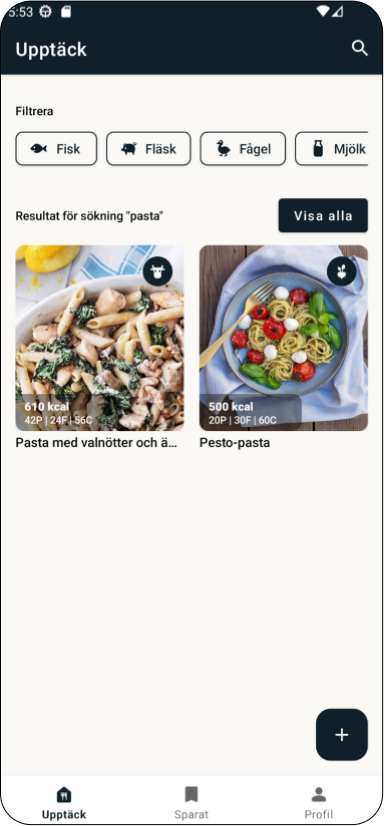 5:53
Upptäck
Filtrera
Fisk Fläsk Fågel Mjölk
Resultat för sökning "pasta"
Visa alla
610 kcal
42P | 24F | 56C
Pasta med valnötter och ä...
500 kcal
20P | 30F | 60C
Pesto-pasta
Upptäck Sparat Profil